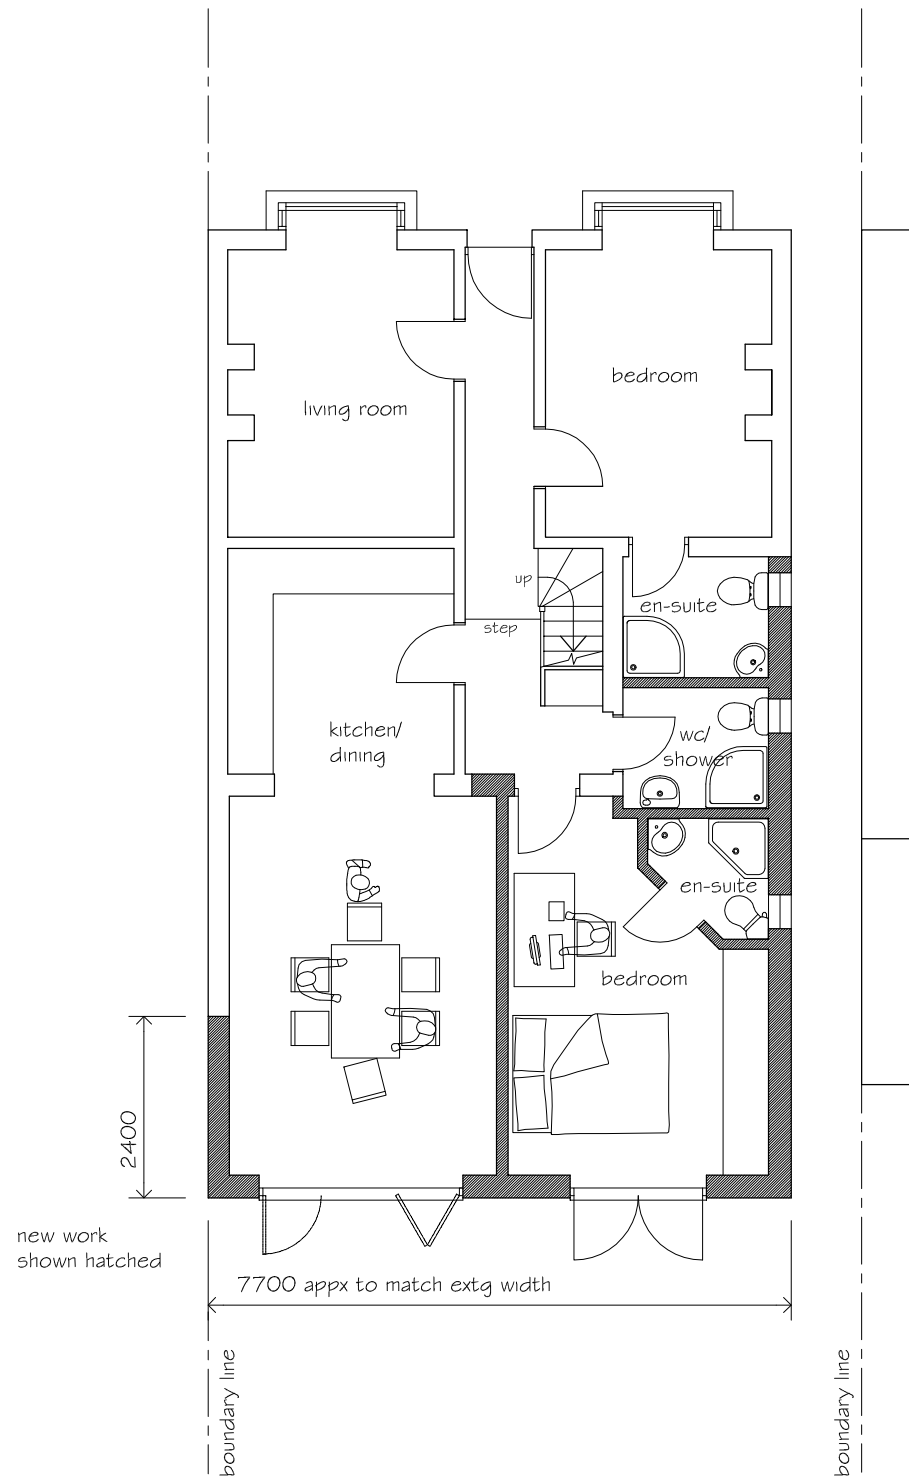 bedroom
living room
up
en-suite
step
kitchen/
dining
wc/
shower
en-suite
bedroom
2400
new work
shown hatched
7700 appx to match extg width
boundary line
boundary line